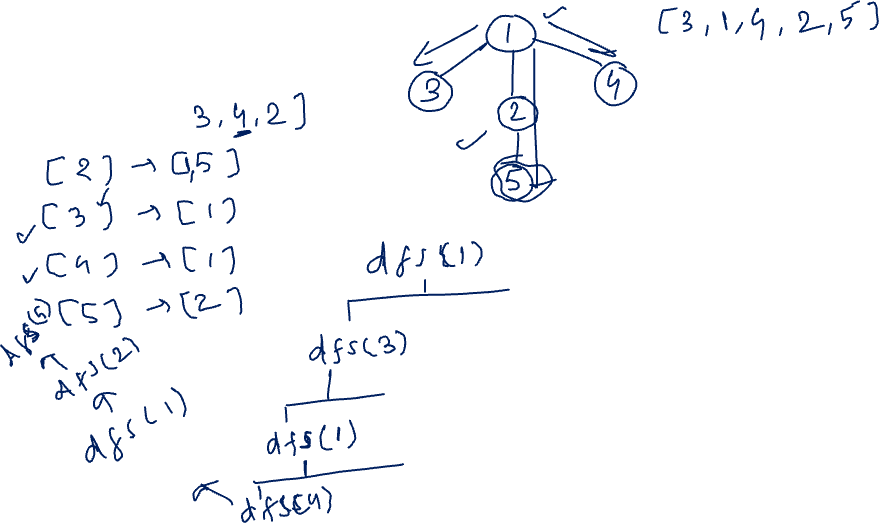 [3,1,4,2,5]
1
3
2
4
5
3,4,2]
[2] → [1,5]
[3] → [1]
[4] → [1]
[5] → [2]
dfs(5)
dfs(2)
dfs(1)
dfs(1)
dfs(3)
dfs(1)
dfs(4)